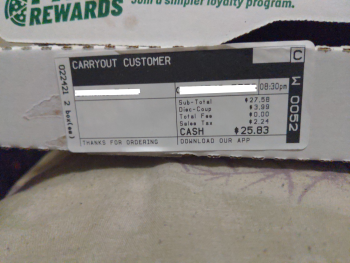 REWARDS
Join a simpler loyalty program.
CARRYOUT CUSTOMER
C
08:30pm
Sub-Total $27.58
Disc-Coup $3.99
Total Fee $0.00
Sales Tax $2.24
CASH $25.83
THANKS FOR ORDERING
DOWNLOAD OUR APP
022421 2 box(es)
W 0052